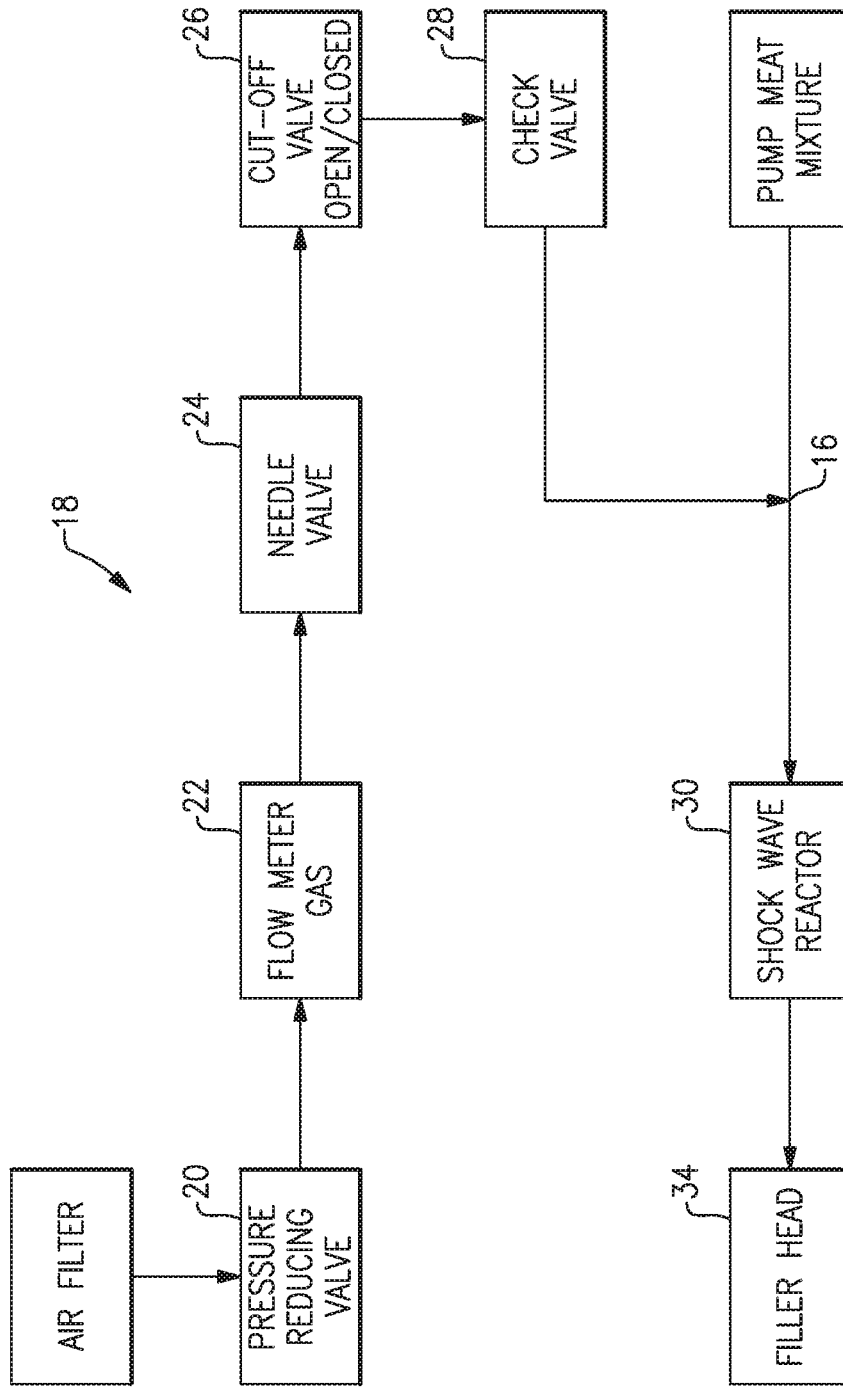 18
AIR FILTER
20
PRESSURE
REDUCING
VALVE
22
FLOW METER
GAS
24
NEEDLE
VALVE
26
CUT-OFF
VALVE
OPEN/CLOSED
28
CHECK
VALVE
PUMP MEAT
MIXTURE
16
30
SHOCK WAVE
REACTOR
34
FILLER HEAD